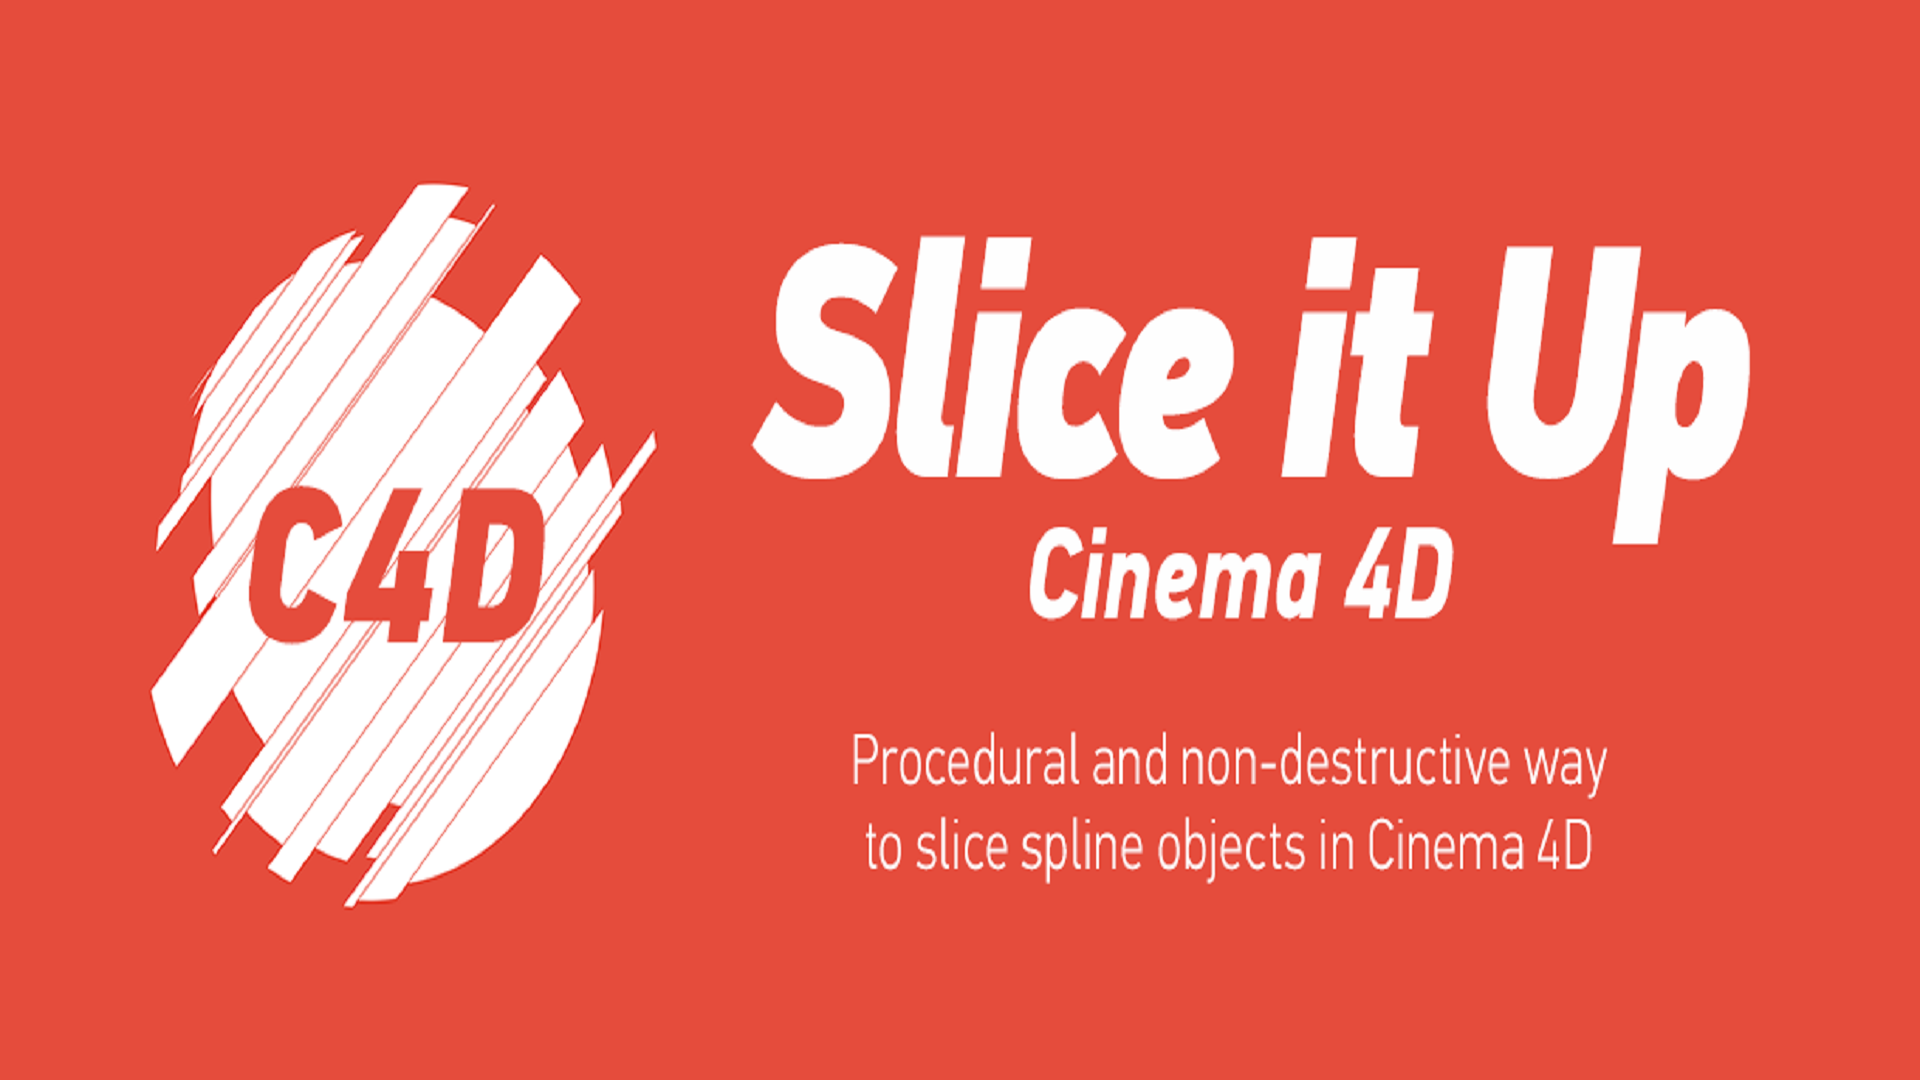 C4D
Slice it Up
Cinema 4D
Procedural and non-destructive way
to slice spline objects in Cinema 4D